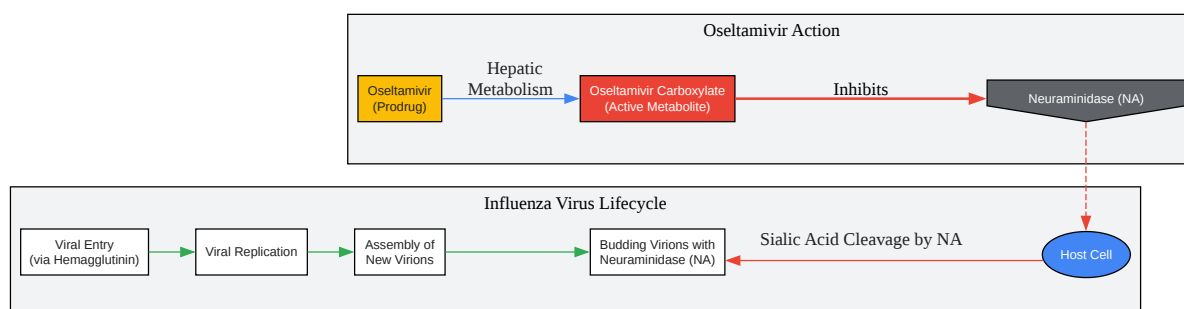 Oseltamivir Action
Oseltamivir
(Prodrug)
Hepatic
Metabolism
Oseltamivir Carboxylate
(Active Metabolite)
Inhibits
Neuraminidase (NA)
Influenza Virus Lifecycle
Viral Entry
(via Hemagglutinin)
Viral Replication
Assembly of
New Virions
Budding Virions with
Neuraminidase (NA)
Sialic Acid Cleavage by NA
Host Cell